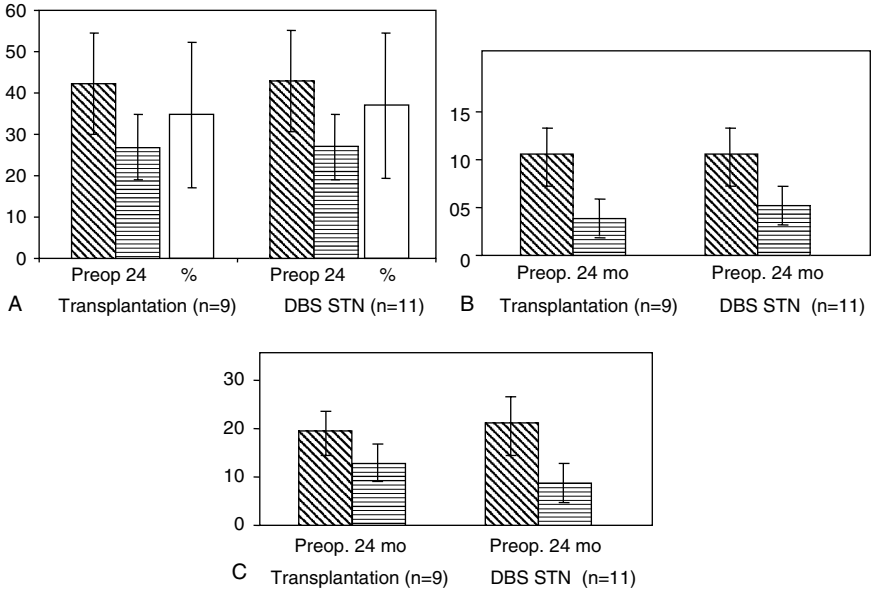 60
50
40
30
20
10
0
Preop 24 % Preop 24 %
A Transplantation (n=9) DBS STN (n=11)
15
10
05
0
Preop. 24 mo Preop. 24 mo
B Transplantation (n=9) DBS STN (n=11)
30
20
10
0
Preop. 24 mo Preop. 24 mo
C Transplantation (n=9) DBS STN (n=11)